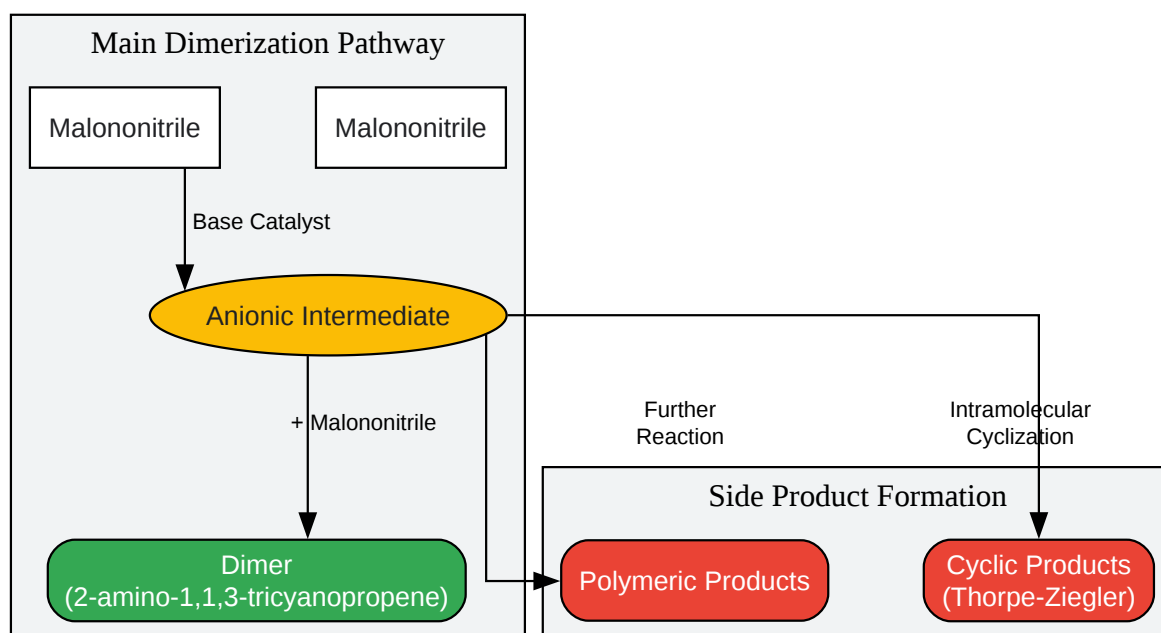 Main Dimerization Pathway
Malononitrile
Malononitrile
Base Catalyst
Anionic Intermediate
+ Malononitrile
Further
Reaction
Intramolecular
Cyclization
Side Product Formation
Dimer
(2-amino-1,1,3-tricyanopropene)
Polymeric Products
Cyclic Products
(Thorpe-Ziegler)